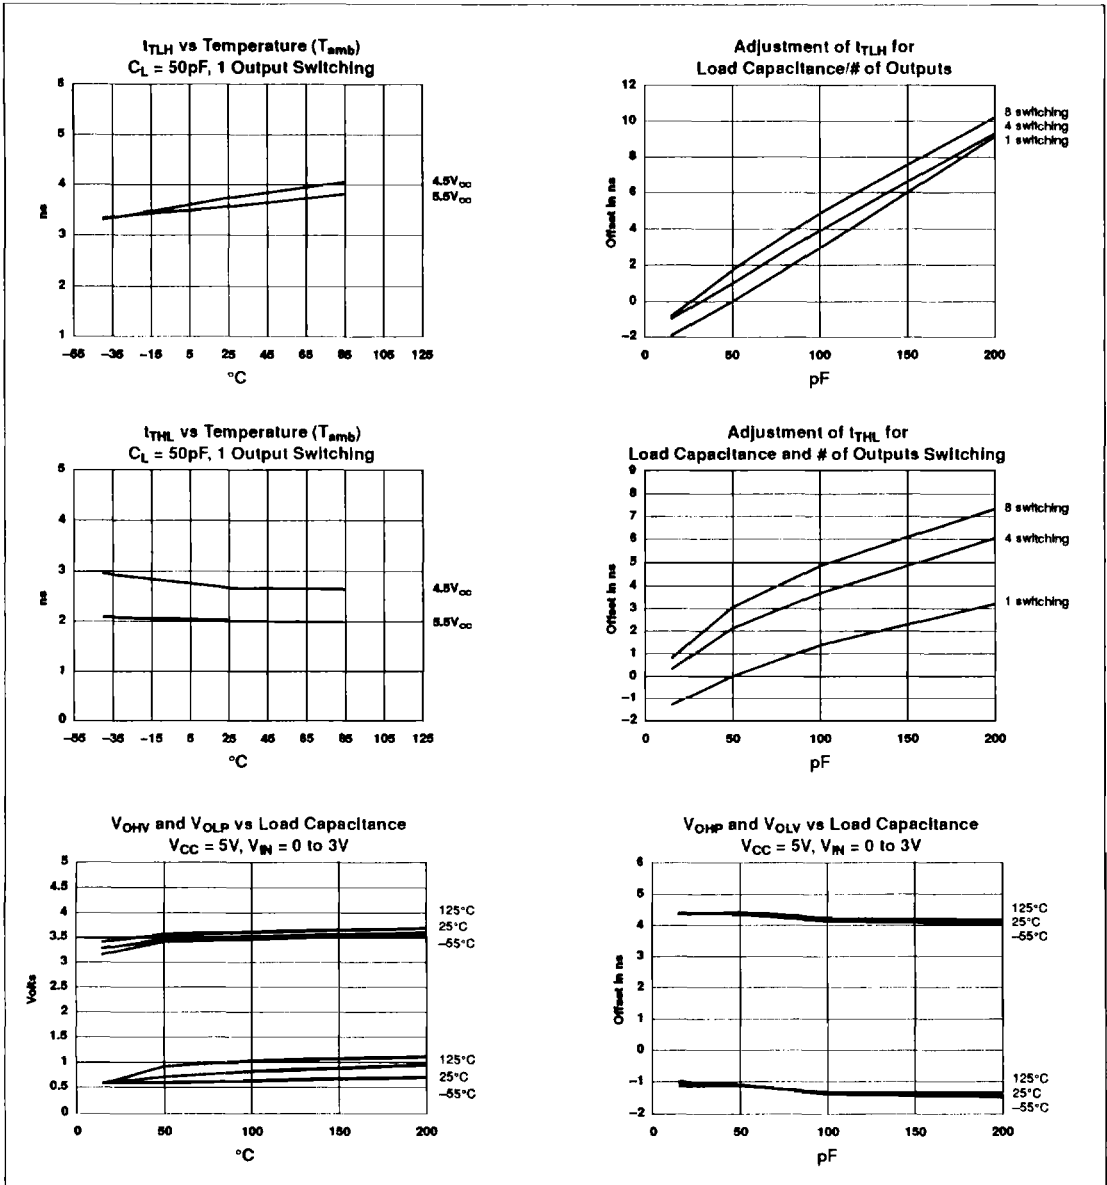 tTLH vs Temperature (Tamb)
CL = 50pF, 1 Output Switching
6
5
4
3
2
1
ns
–55 –35 –15 5 25 45 65 85 105 125
°C
4.5VCC
5.5VCC
Adjustment of tTLH for
Load Capacitance/# of Outputs
12
10
8
6
4
2
0
–2
Offset in ns
0 50 100 150 200
pF
8 switching
4 switching
1 switching
tTHL vs Temperature (Tamb)
CL = 50pF, 1 Output Switching
5
4
3
2
1
0
ns
–55 –35 –15 5 25 45 65 85 105 125
°C
4.5VCC
5.5VCC
Adjustment of tTHL for
Load Capacitance and # of Outputs Switching
9
8
7
6
5
4
3
2
1
0
–1
–2
Offset in ns
0 50 100 150 200
pF
8 switching
4 switching
1 switching
VOHV and VOLP vs Load Capacitance
VCC = 5V, VIN = 0 to 3V
5
4.5
4
3.5
3
2.5
2
1.5
1
0.5
0
Volts
0 50 100 150 200
°C
125°C
25°C
–55°C
125°C
25°C
–55°C
VOHP and VOLV vs Load Capacitance
VCC = 5V, VIN = 0 to 3V
6
5
4
3
2
1
0
–1
–2
Offset in ns
0 50 100 150 200
pF
125°C
25°C
–55°C
125°C
25°C
–55°C